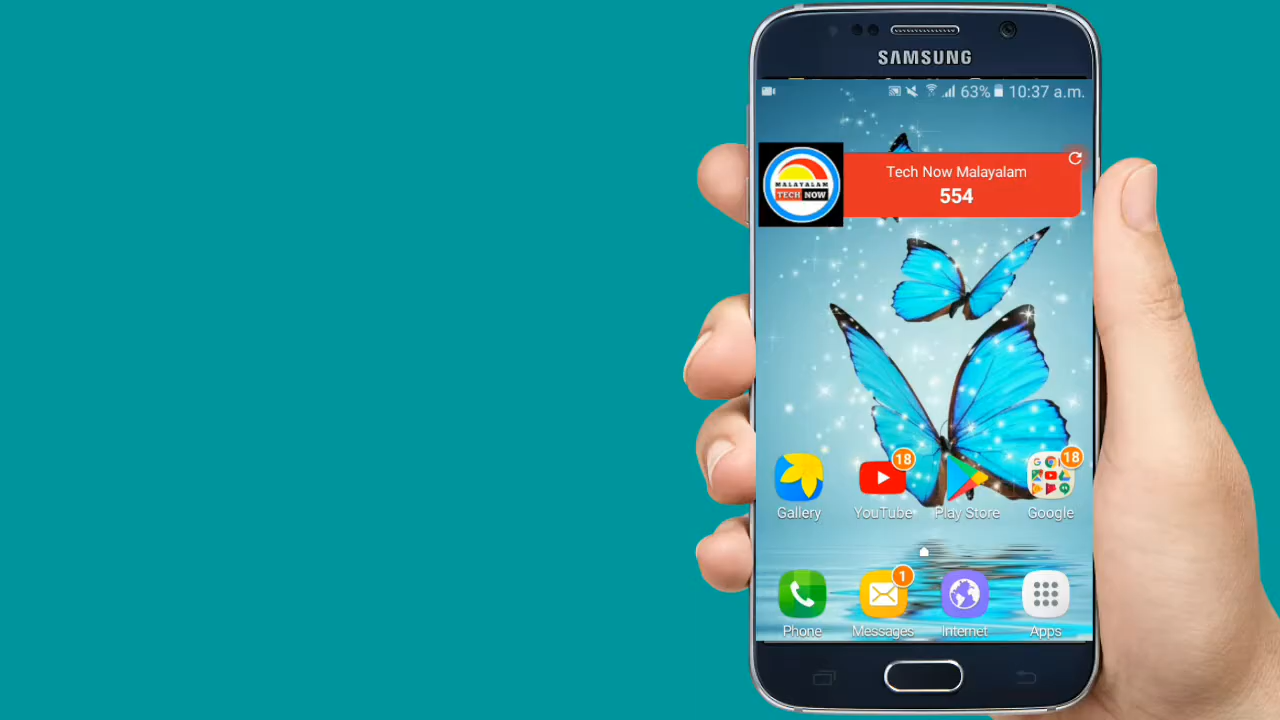 SAMSUNG
63% 10:37 a.m.
MALAYALAM
TECH NOW
Tech Now Malayalam
554
18
18
Gallery
YouTube
Play Store
Google
1
Phone
Messages
Internet
Apps